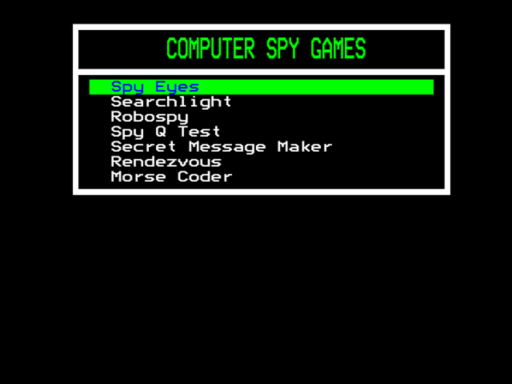 COMPUTER SPY GAMES
Spy Eyes
Searchlight
Robospy
Spy Q Test
Secret Message Maker
Rendezvous
Morse Coder